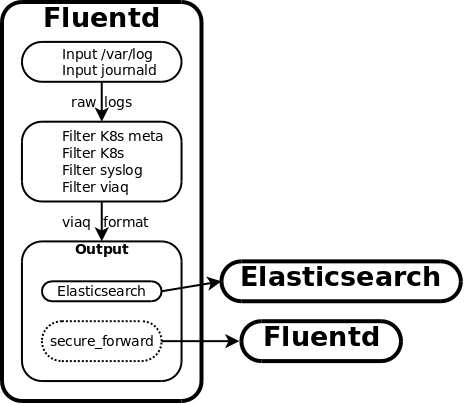 Fluentd
Input /var/log
Input journald
raw logs
Filter K8s meta
Filter K8s
Filter syslog
Filter viaq
viaq format
Output
Elasticsearch
secure_forward
Elasticsearch
Fluentd